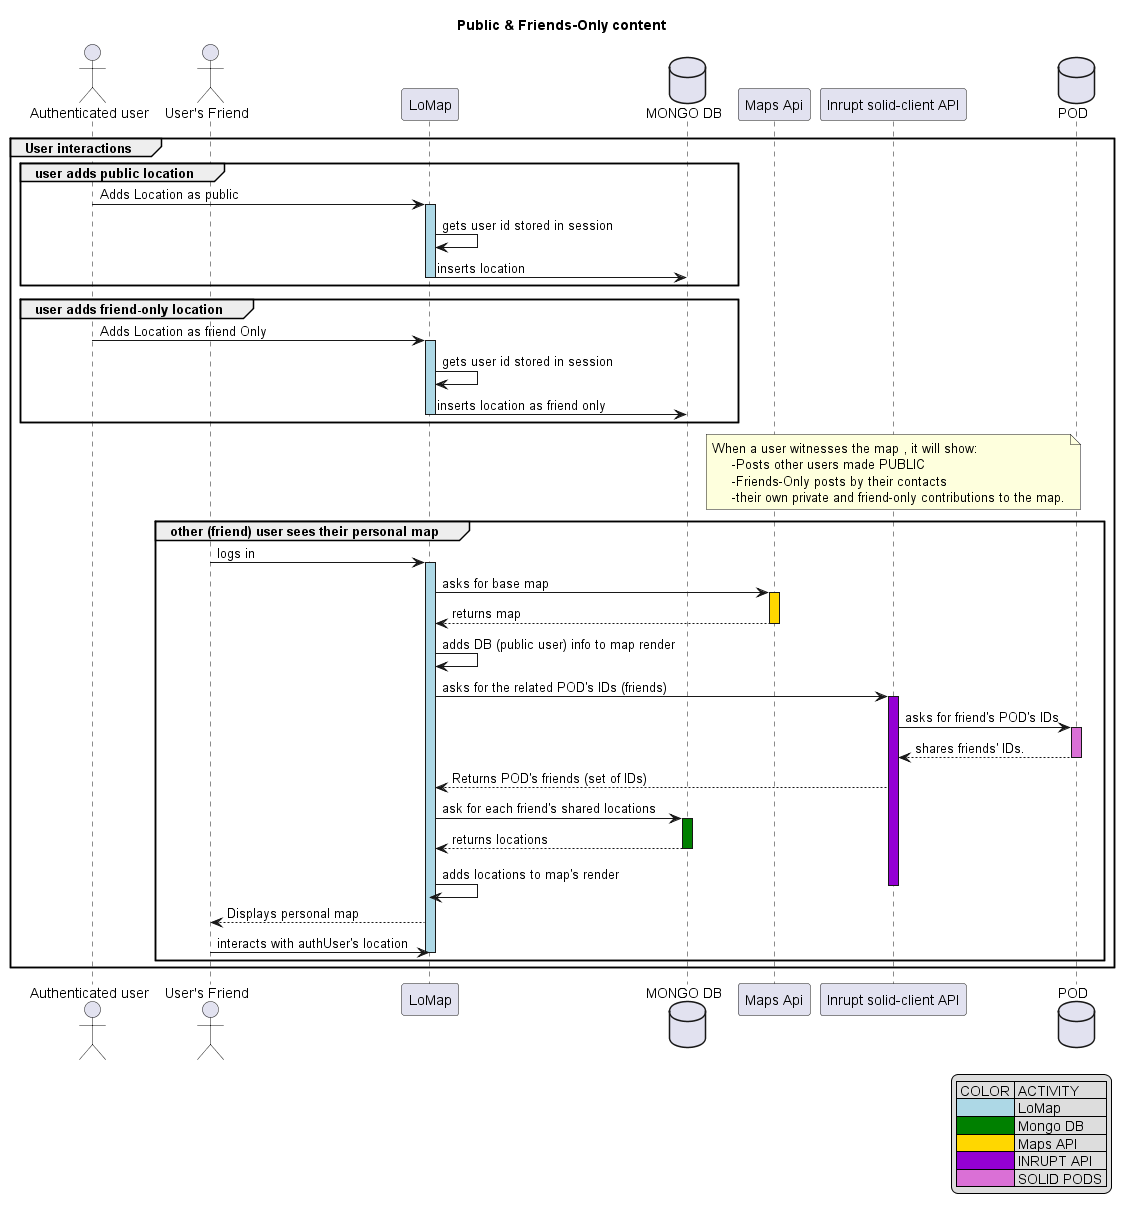 Public & Friends-Only content
Authenticated user
User's Friend
LoMap
MONGO DB
Maps Api
Inrupt solid-client API
POD
User interactions
user adds public location
Adds Location as public
gets user id stored in session
inserts location
user adds friend-only location
Adds Location as friend Only
gets user id stored in session
inserts location as friend only
When a user witnesses the map , it will show:
-Posts other users made PUBLIC
-Friends-Only posts by their contacts
-their own private and friend-only contributions to the map.
other (friend) user sees their personal map
logs in
asks for base map
returns map
adds DB (public user) info to map render
asks for the related POD's IDs (friends)
asks for friend's POD's IDs
shares friends' IDs.
Returns POD's friends (set of IDs)
ask for each friend's shared locations
returns locations
adds locations to map's render
Displays personal map
interacts with authUser's location
Authenticated user
User's Friend
LoMap
MONGO DB
Maps Api
Inrupt solid-client API
POD
COLOR ACTIVITY
LoMap
Mongo DB
Maps API
INRUPT API
SOLID PODS